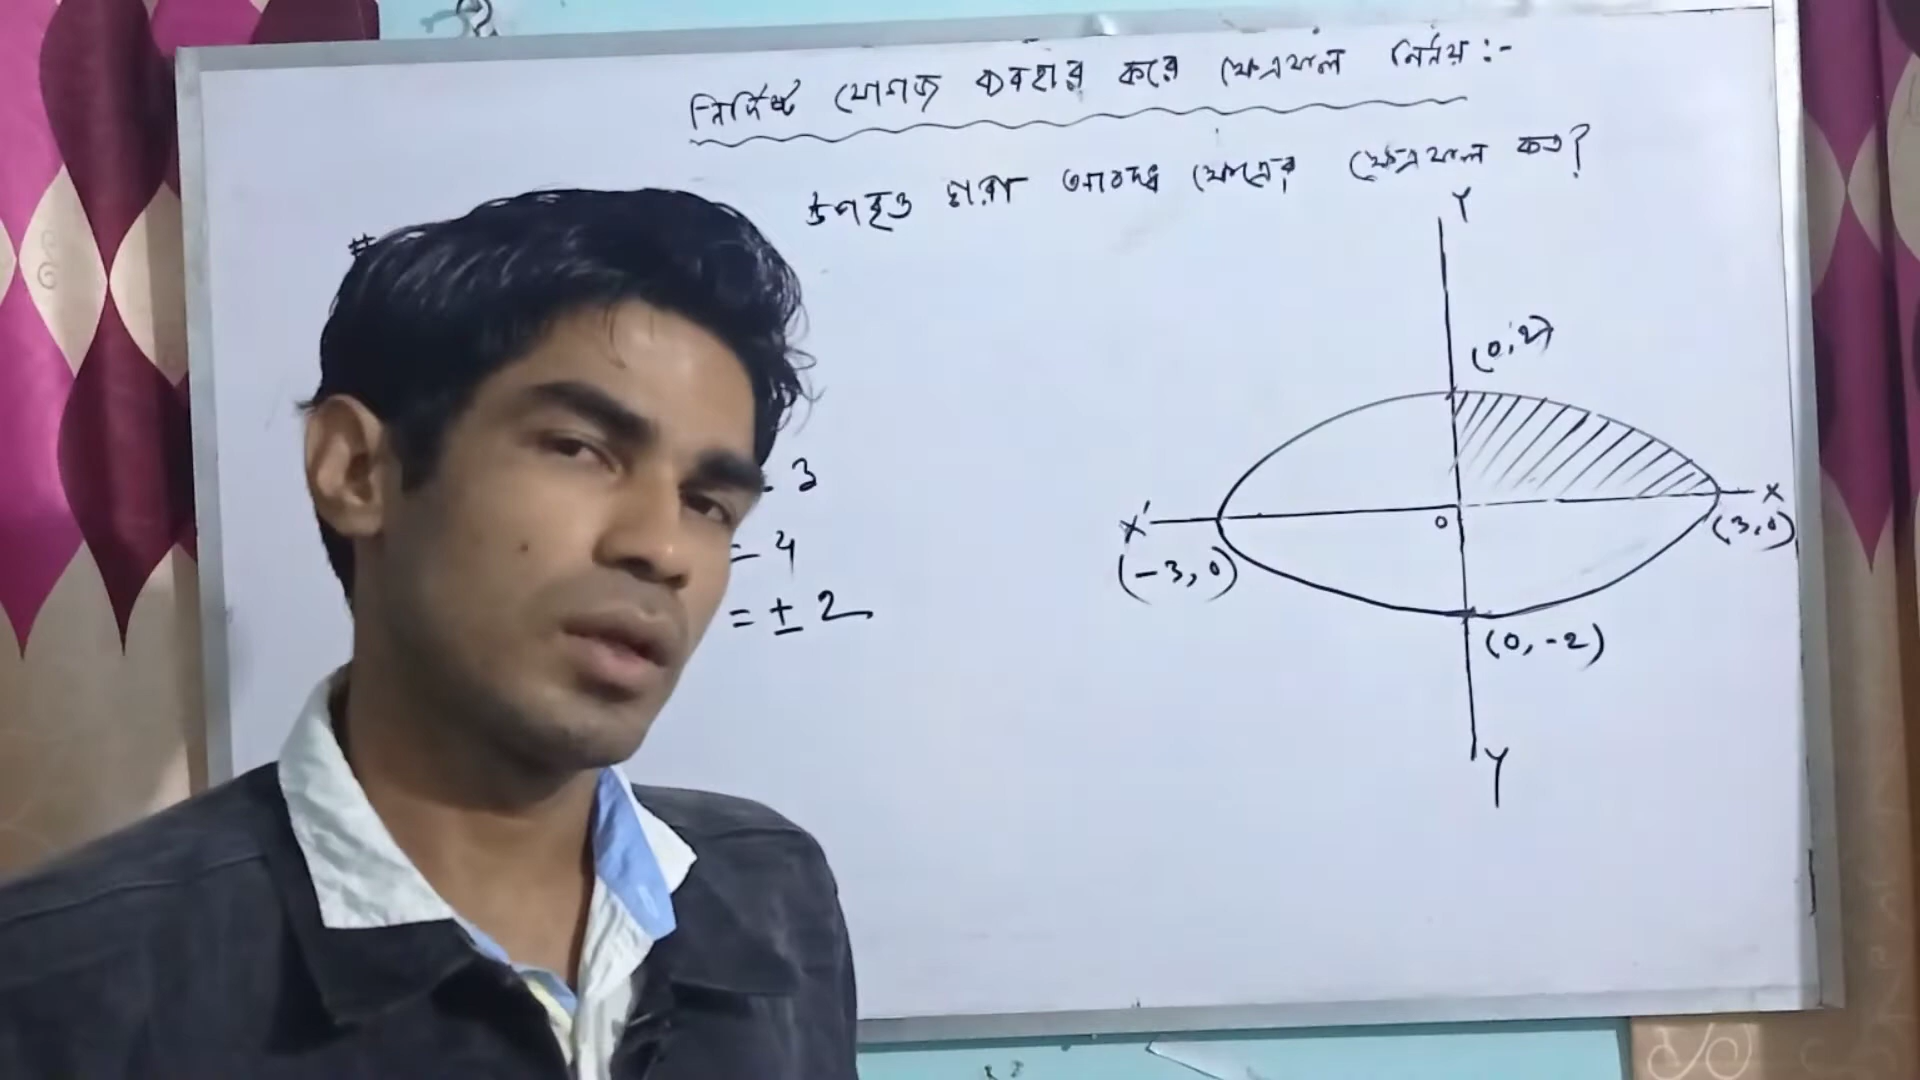 নির্দিষ্ট যোগজ ব্যবহার করে ক্ষেত্রফল নির্নয় :-
# উপবৃত্ত দ্বারা আবদ্ধ ক্ষেত্রের ক্ষেত্রফল কত?
Y
(0,2)
3
X' 0 X
(-3,0) (3,0)
= 4
= ± 2
(0,-2)
Y